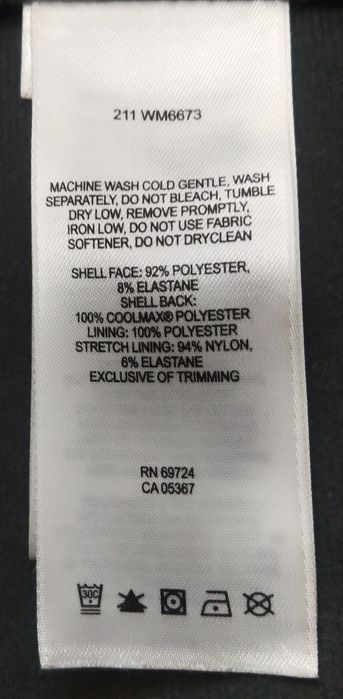 211 WM6673
MACHINE WASH COLD GENTLE, WASH
SEPARATELY, DO NOT BLEACH, TUMBLE
DRY LOW, REMOVE PROMPTLY,
IRON LOW, DO NOT USE FABRIC
SOFTENER, DO NOT DRYCLEAN
SHELL FACE: 92% POLYESTER,
8% ELASTANE
SHELL BACK:
100% COOLMAX® POLYESTER
LINING: 100% POLYESTER
STRETCH LINING: 94% NYLON,
6% ELASTANE
EXCLUSIVE OF TRIMMING
RN 69724
CA 05367
30C